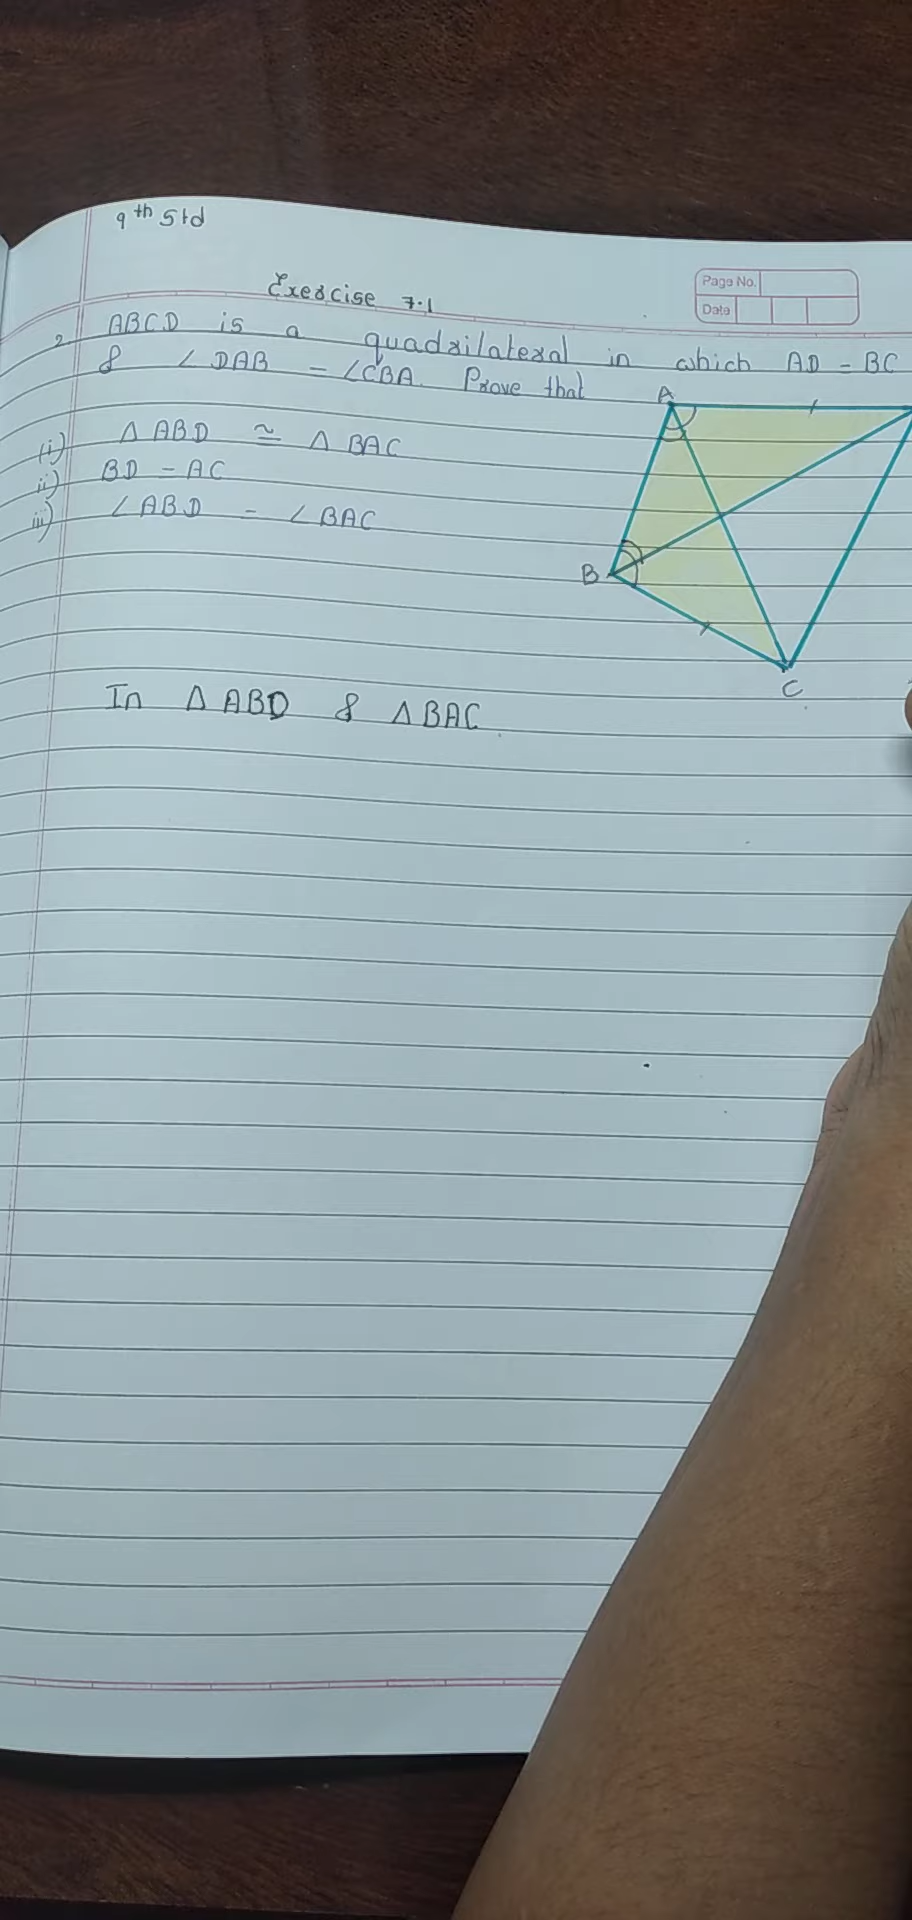 9th Std
Exercise 7.1
Page No.
Date
2. ABCD is a quadrilateral in which AD = BC
& ∠DAB = ∠CBA. Prove that
(i) Δ ABD ≅ Δ BAC
ii) BD = AC
iii) ∠ABD = ∠BAC
A
B
C
In Δ ABD & Δ BAC